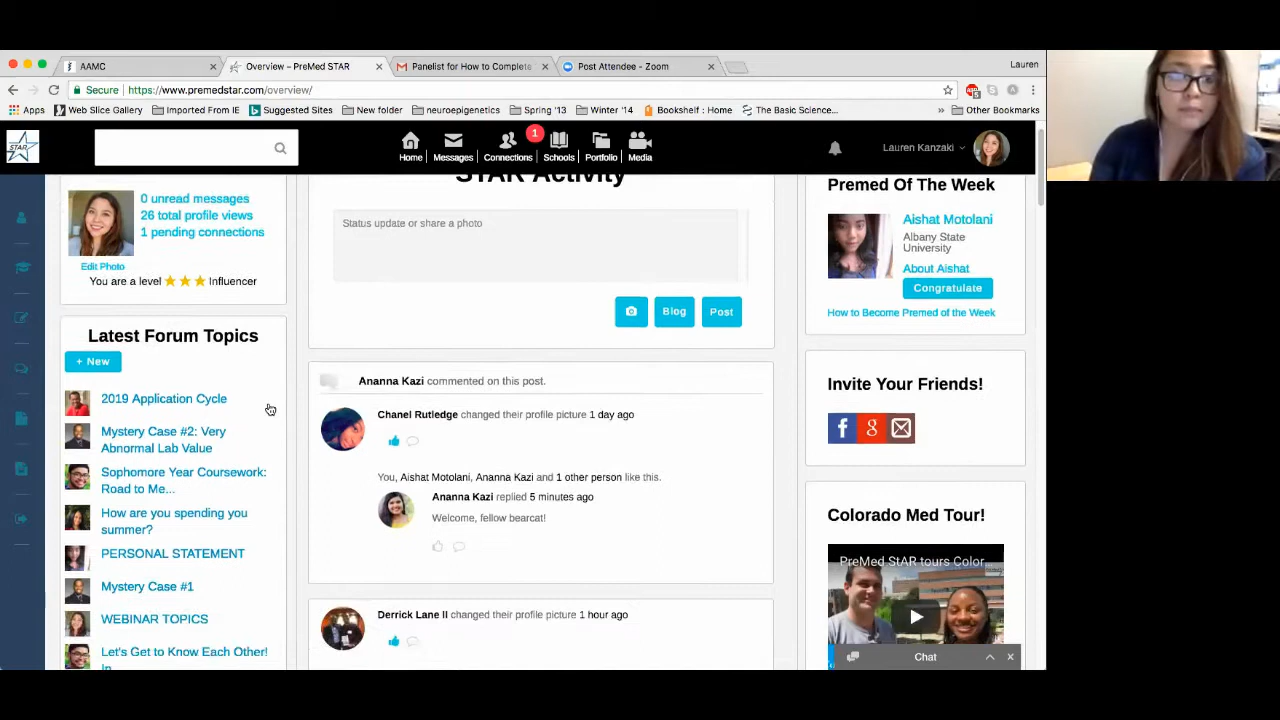 AAMC
Overview – PreMed STAR
Panelist for How to Complete
Post Attendee - Zoom
Lauren
Secure
https://www.premedstar.com/overview/
Apps
Web Slice Gallery
Imported From IE
Suggested Sites
New folder
neuroepigenetics
Spring '13
Winter '14
Bookshelf : Home
The Basic Science...
»
Other Bookmarks
STAR
Home
Messages
Connections
1
Schools
Portfolio
Media
Lauren Kanzaki
0 unread messages
26 total profile views
1 pending connections
Edit Photo
You are a level ★★★ Influencer
Latest Forum Topics
+ New
2019 Application Cycle
Mystery Case #2: Very
Abnormal Lab Value
Sophomore Year Coursework:
Road to Me...
How are you spending you
summer?
PERSONAL STATEMENT
Mystery Case #1
WEBINAR TOPICS
Let's Get to Know Each Other!
In
STAR Activity
Status update or share a photo
Blog
Post
Ananna Kazi commented on this post.
Chanel Rutledge changed their profile picture 1 day ago
You, Aishat Motolani, Ananna Kazi and 1 other person like this.
Ananna Kazi replied 5 minutes ago
Welcome, fellow bearcat!
Derrick Lane II changed their profile picture 1 hour ago
Premed Of The Week
Aishat Motolani
Albany State
University
About Aishat
Congratulate
How to Become Premed of the Week
Invite Your Friends!
Colorado Med Tour!
PreMed StAR tours Color...
Chat